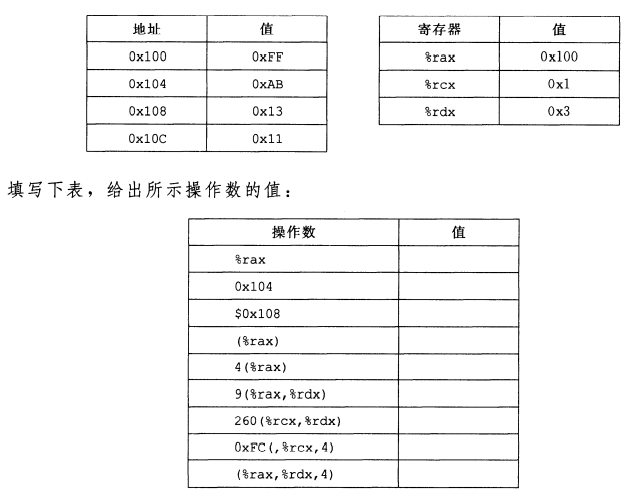 地址 值
0x100 0xFF
0x104 0xAB
0x108 0x13
0x10C 0x11
寄存器 值
%rax 0x100
%rcx 0x1
%rdx 0x3
填写下表，给出所示操作数的值：
操作数 值
%rax
0x104
$0x108
(%rax)
4(%rax)
9(%rax,%rdx)
260(%rcx,%rdx)
0xFC(,%rcx,4)
(%rax,%rdx,4)